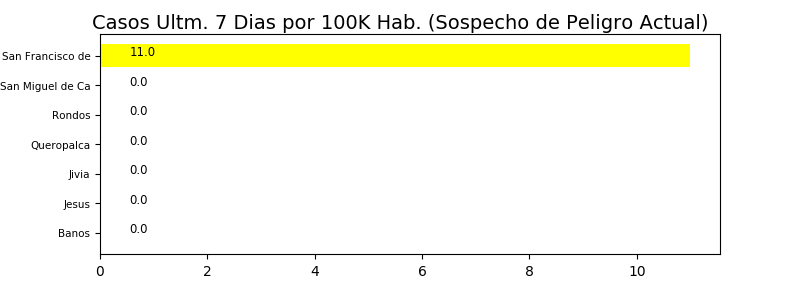 Casos Ultm. 7 Dias por 100K Hab. (Sospecho de Peligro Actual)
San Francisco de 11.0
San Miguel de Ca 0.0
Rondos 0.0
Queropalca 0.0
Jivia 0.0
Jesus 0.0
Banos 0.0
0 2 4 6 8 10